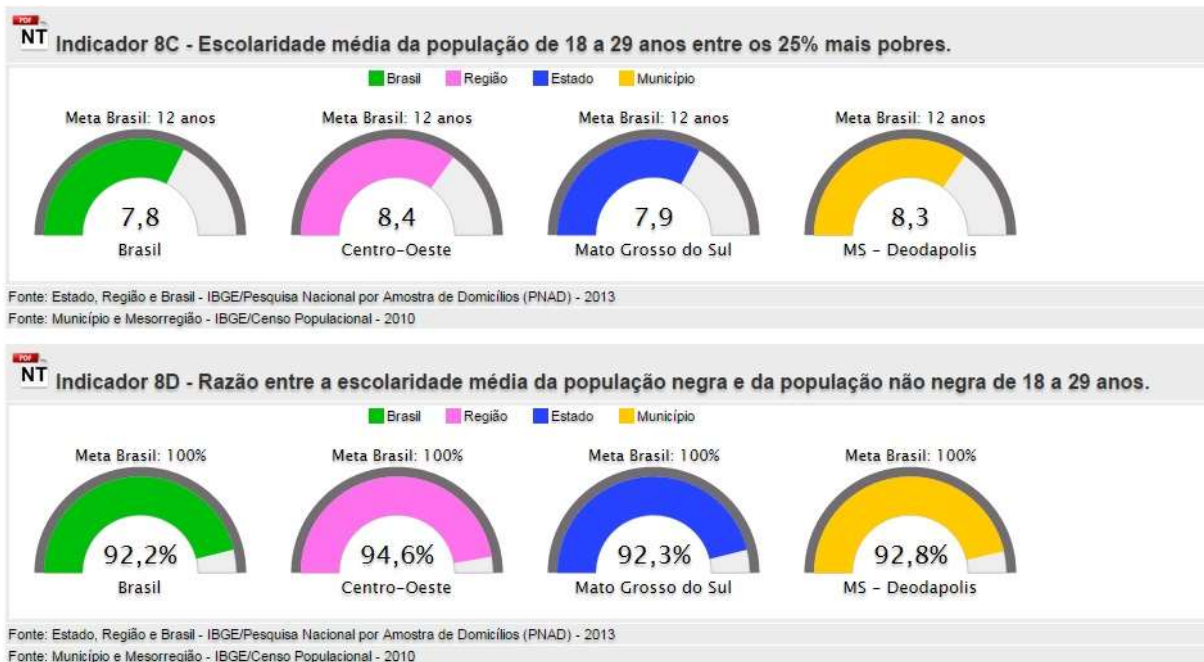 PDF
NT Indicador 8C - Escolaridade média da população de 18 a 29 anos entre os 25% mais pobres.
Brasil Região Estado Município
Meta Brasil: 12 anos Meta Brasil: 12 anos Meta Brasil: 12 anos Meta Brasil: 12 anos
7,8 8,4 7,9 8,3
Brasil Centro-Oeste Mato Grosso do Sul MS - Deodapolis
Fonte: Estado, Região e Brasil - IBGE/Pesquisa Nacional por Amostra de Domicílios (PNAD) - 2013
Fonte: Município e Mesorregião - IBGE/Censo Populacional - 2010
PDF
NT Indicador 8D - Razão entre a escolaridade média da população negra e da população não negra de 18 a 29 anos.
Brasil Região Estado Município
Meta Brasil: 100% Meta Brasil: 100% Meta Brasil: 100% Meta Brasil: 100%
92,2% 94,6% 92,3% 92,8%
Brasil Centro-Oeste Mato Grosso do Sul MS - Deodapolis
Fonte: Estado, Região e Brasil - IBGE/Pesquisa Nacional por Amostra de Domicílios (PNAD) - 2013
Fonte: Município e Mesorregião - IBGE/Censo Populacional - 2010